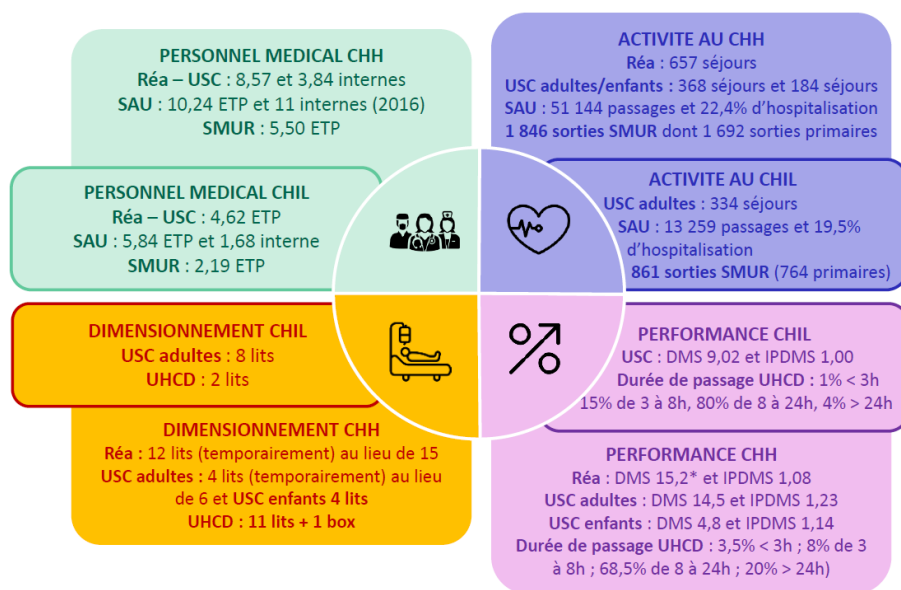 PERSONNEL MEDICAL CHH
Réa – USC : 8,57 et 3,84 internes
SAU : 10,24 ETP et 11 internes (2016)
SMUR : 5,50 ETP
PERSONNEL MEDICAL CHIL
Réa – USC : 4,62 ETP
SAU : 5,84 ETP et 1,68 interne
SMUR : 2,19 ETP
ACTIVITE AU CHH
Réa : 657 séjours
USC adultes/enfants : 368 séjours et 184 séjours
SAU : 51 144 passages et 22,4% d'hospitalisation
1 846 sorties SMUR dont 1 692 sorties primaires
ACTIVITE AU CHIL
USC adultes : 334 séjours
SAU : 13 259 passages et 19,5%
d'hospitalisation
861 sorties SMUR (764 primaires)
DIMENSIONNEMENT CHIL
USC adultes : 8 lits
UHCD : 2 lits
DIMENSIONNEMENT CHH
Réa : 12 lits (temporairement) au lieu de 15
USC adultes : 4 lits (temporairement) au lieu
de 6 et USC enfants 4 lits
UHCD : 11 lits + 1 box
PERFORMANCE CHIL
USC : DMS 9,02 et IPDMS 1,00
Durée de passage UHCD : 1% < 3h
15% de 3 à 8h, 80% de 8 à 24h, 4% > 24h
PERFORMANCE CHH
Réa : DMS 15,2* et IPDMS 1,08
USC adultes : DMS 14,5 et IPDMS 1,23
USC enfants : DMS 4,8 et IPDMS 1,14
Durée de passage UHCD : 3,5% < 3h ; 8% de 3
à 8h ; 68,5% de 8 à 24h ; 20% > 24h)